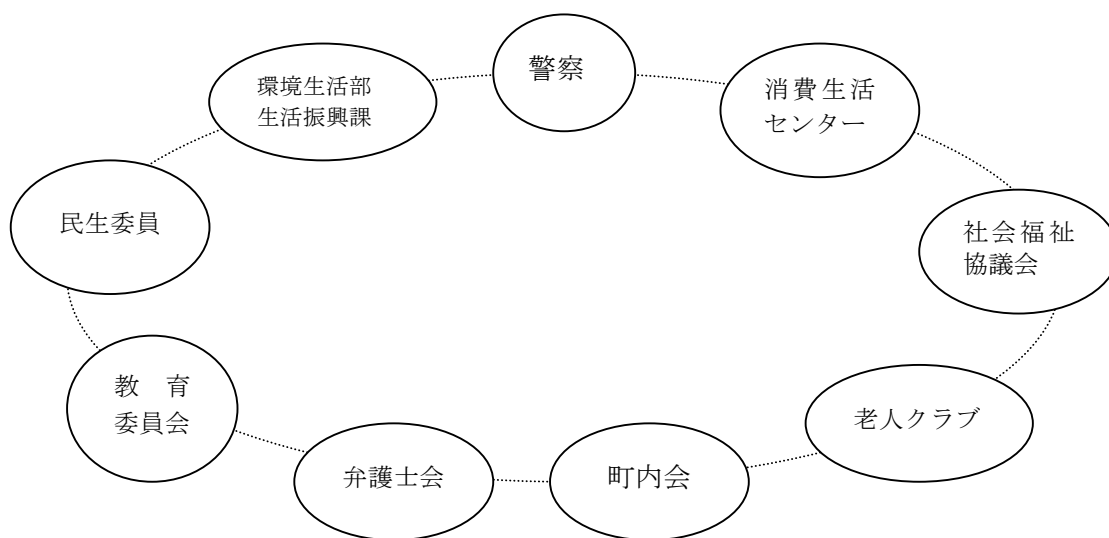 警察
環境生活部
生活振興課
消費生活
センター
民生委員
社会福祉
協議会
教　育
委員会
老人クラブ
弁護士会
町内会